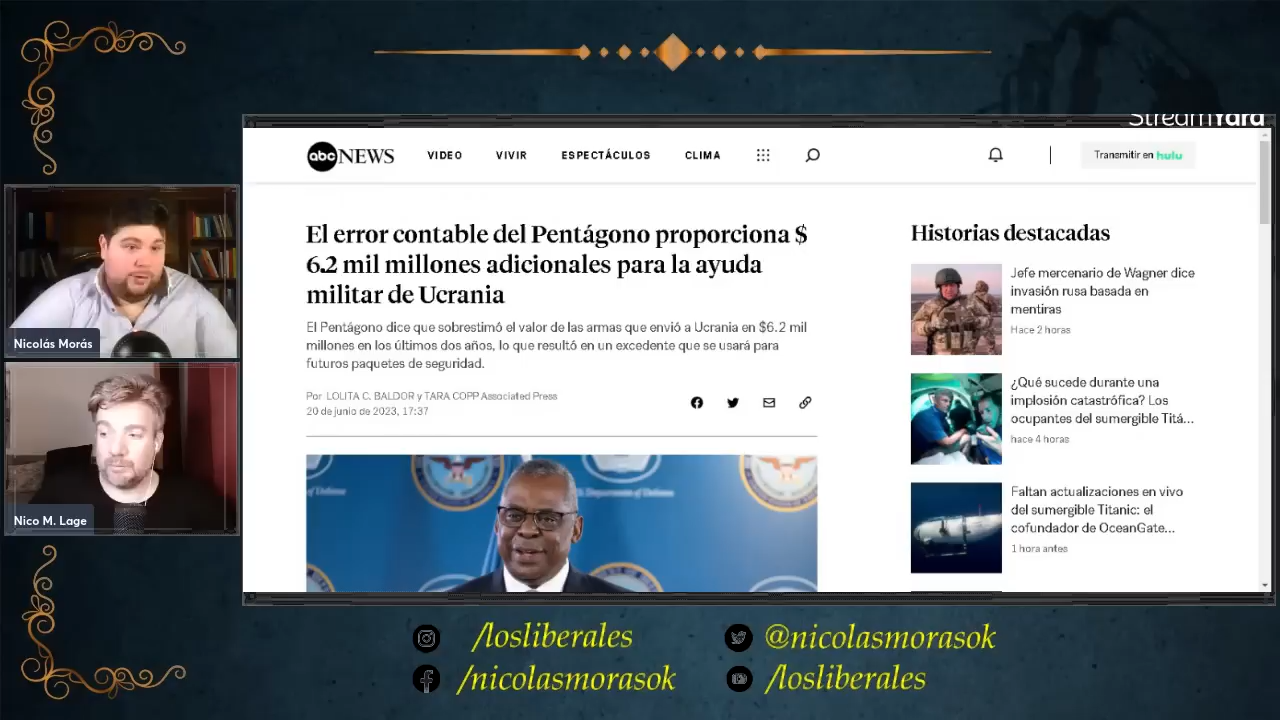 StreamYard
abc NEWS
VIDEO
VIVIR
ESPECTÁCULOS
CLIMA
Transmitir en hulu
El error contable del Pentágono proporciona $
6.2 mil millones adicionales para la ayuda
militar de Ucrania
El Pentágono dice que sobrestimó el valor de las armas que envió a Ucrania en $6.2 mil
millones en los últimos dos años, lo que resultó en un excedente que se usará para
futuros paquetes de seguridad.
Por LOLITA C. BALDOR y TARA COPP Associated Press
20 de junio de 2023, 17:37
Historias destacadas
Jefe mercenario de Wagner dice
invasión rusa basada en
mentiras
Hace 2 horas
¿Qué sucede durante una
implosión catastrófica? Los
ocupantes del sumergible Titá...
hace 4 horas
Faltan actualizaciones en vivo
del sumergible Titanic: el
cofundador de OceanGate...
1 hora antes
Nicolás Morás
Nico M. Lage
/losliberales
@nicolasmorasok
/nicolasmorasok
/losliberales